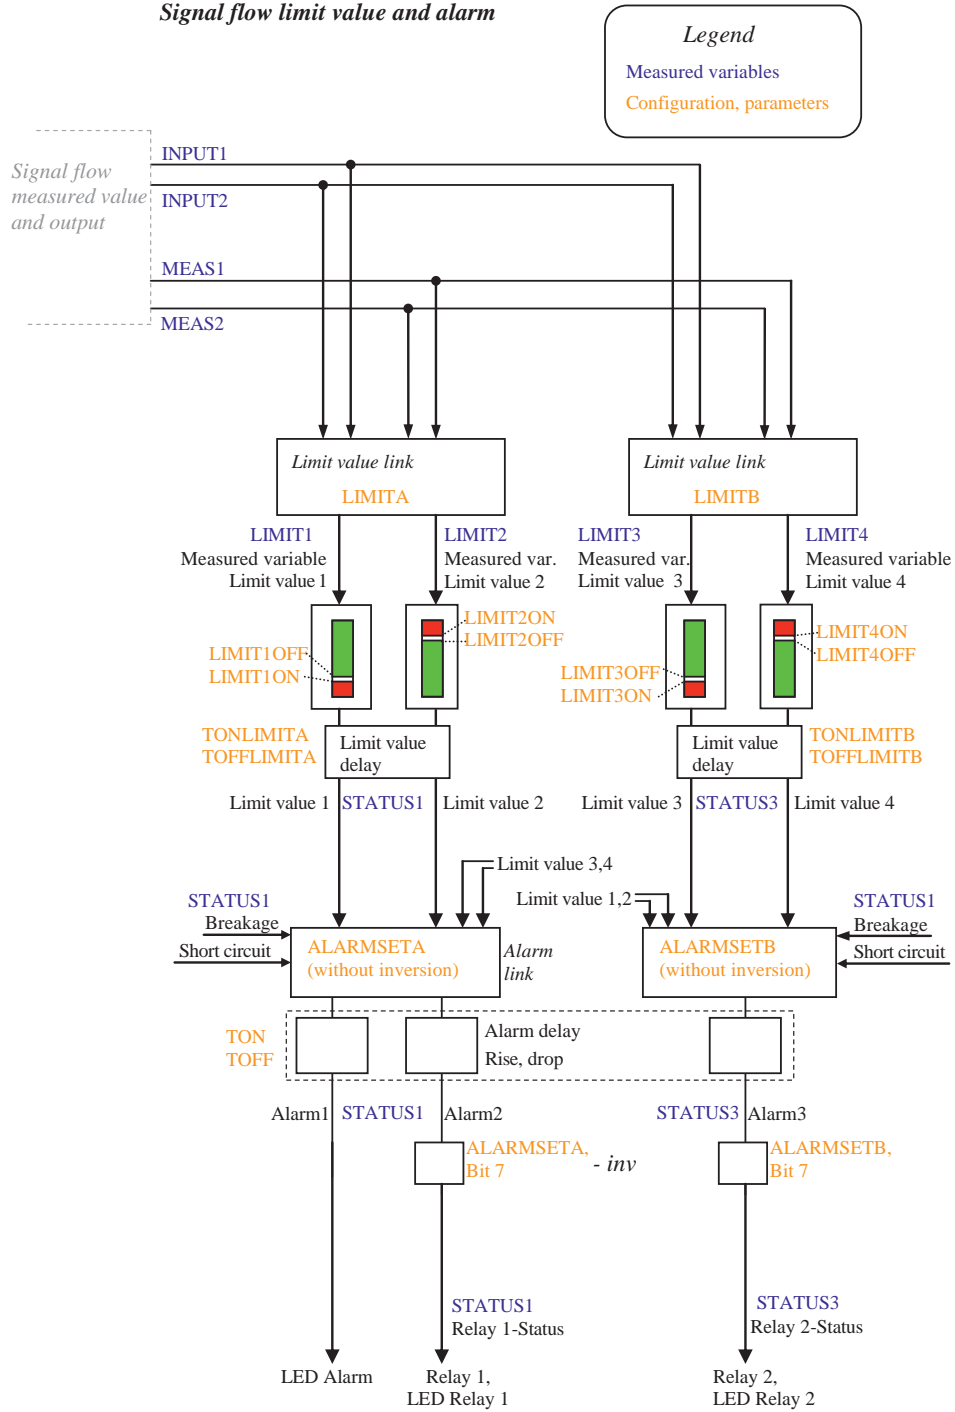 Signal flow limit value and alarm
Legend
Measured variables
Configuration, parameters
Signal flow
measured value
and output
INPUT1
INPUT2
MEAS1
MEAS2
Limit value link
LIMITA
Limit value link
LIMITB
LIMIT1
Measured variable
Limit value 1
LIMIT2
Measured var.
Limit value 2
LIMIT3
Measured var.
Limit value 3
LIMIT4
Measured variable
Limit value 4
LIMIT1OFF
LIMIT1ON
LIMIT2ON
LIMIT2OFF
LIMIT3OFF
LIMIT3ON
LIMIT4ON
LIMIT4OFF
TONLIMITA
TOFFLIMITA
Limit value
delay
Limit value
delay
TONLIMITB
TOFFLIMITB
Limit value 1
STATUS1
Limit value 2
Limit value 3
STATUS3
Limit value 4
Limit value 3,4
Limit value 1,2
STATUS1
Breakage
Short circuit
ALARMSETA
(without inversion)
Alarm
link
ALARMSETB
(without inversion)
STATUS1
Breakage
Short circuit
TON
TOFF
Alarm delay
Rise, drop
Alarm1
STATUS1
Alarm2
STATUS3
Alarm3
ALARMSETA,
Bit 7
- inv
ALARMSETB,
Bit 7
STATUS1
Relay 1-Status
STATUS3
Relay 2-Status
LED Alarm
Relay 1,
LED Relay 1
Relay 2,
LED Relay 2